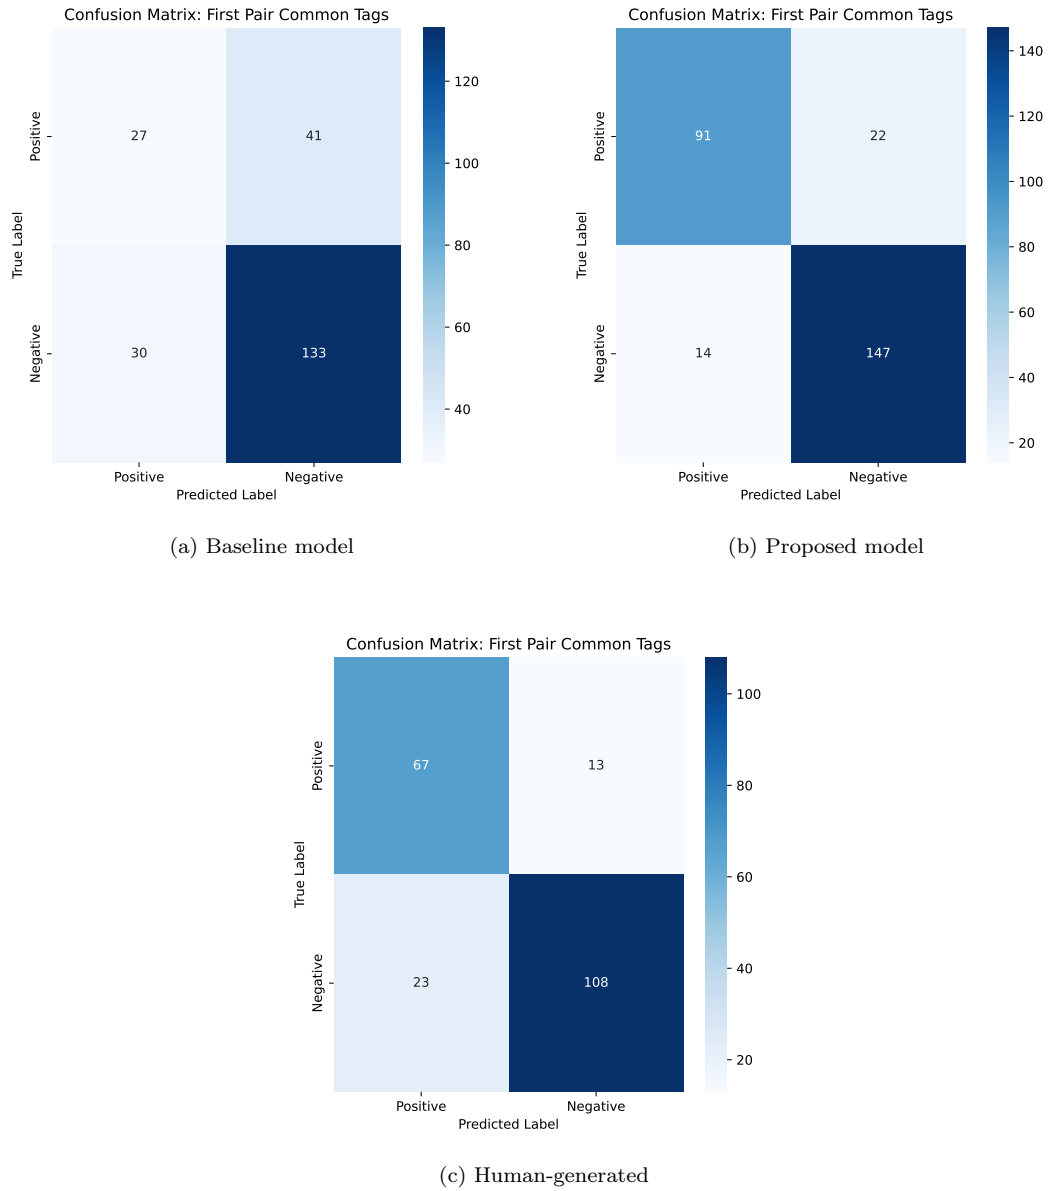 Confusion Matrix: First Pair Common Tags
Positive
27
41
True Label
Negative
30
133
Positive
Negative
Predicted Label
120
100
80
60
40
(a) Baseline model
Confusion Matrix: First Pair Common Tags
Positive
91
22
True Label
Negative
14
147
Positive
Negative
Predicted Label
140
120
100
80
60
40
20
(b) Proposed model
Confusion Matrix: First Pair Common Tags
Positive
67
13
True Label
Negative
23
108
Positive
Negative
Predicted Label
100
80
60
40
20
(c) Human-generated